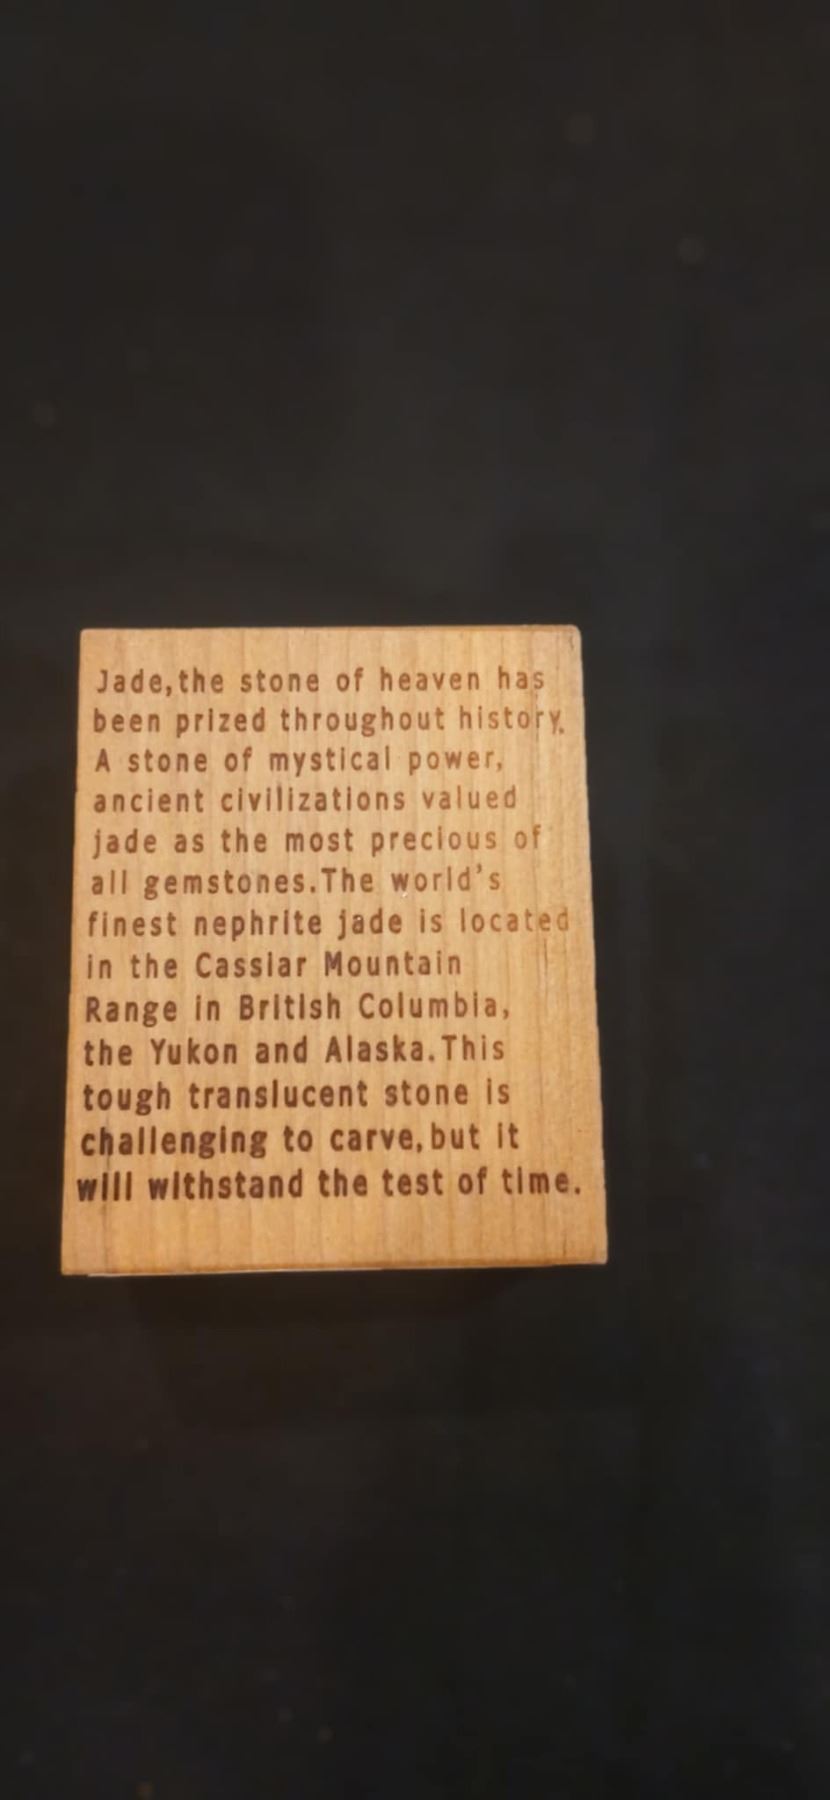 Jade,the stone of heaven has
been prized throughout history.
A stone of mystical power,
ancient civilizations valued
jade as the most precious of
all gemstones.The world's
finest nephrite jade is located
in the Cassiar Mountain
Range in British Columbia,
the Yukon and Alaska.This
tough translucent stone is
challenging to carve,but it
will withstand the test of time.